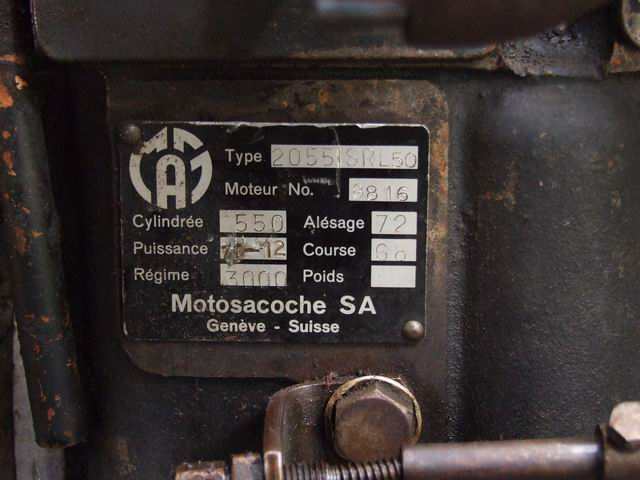 MAG
Type 2055 SRL50
Moteur No. 3816
Cylindrée 550 Alésage 72
Puissance -12 Course
Régime 3000 Poids
Motosacoche SA
Genève - Suisse